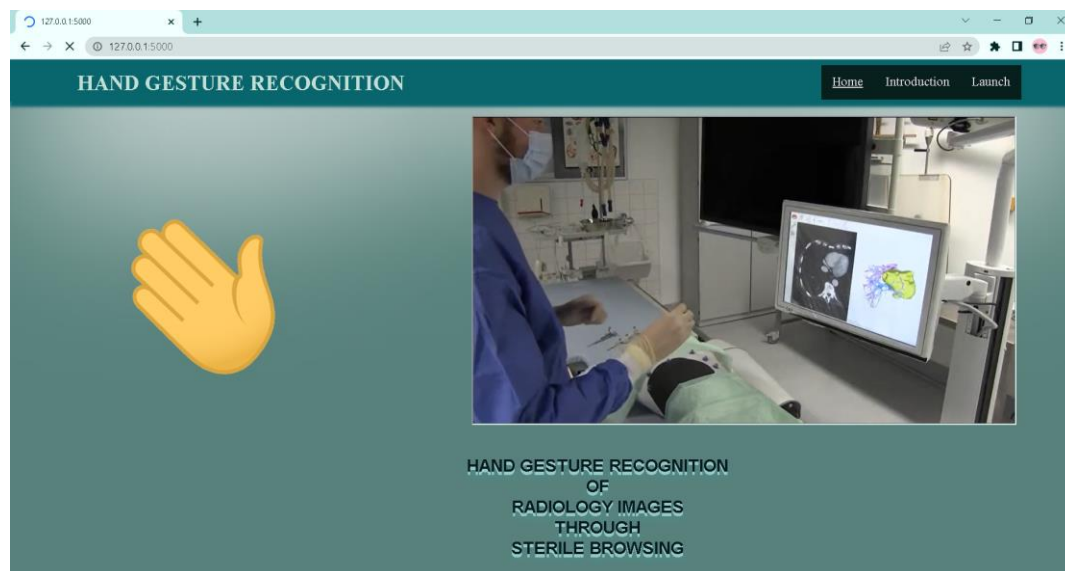 127.0.0.1:5000
127.0.0.1:5000
HAND GESTURE RECOGNITION
Home Introduction Launch
HAND GESTURE RECOGNITION
OF
RADIOLOGY IMAGES
THROUGH
STERILE BROWSING